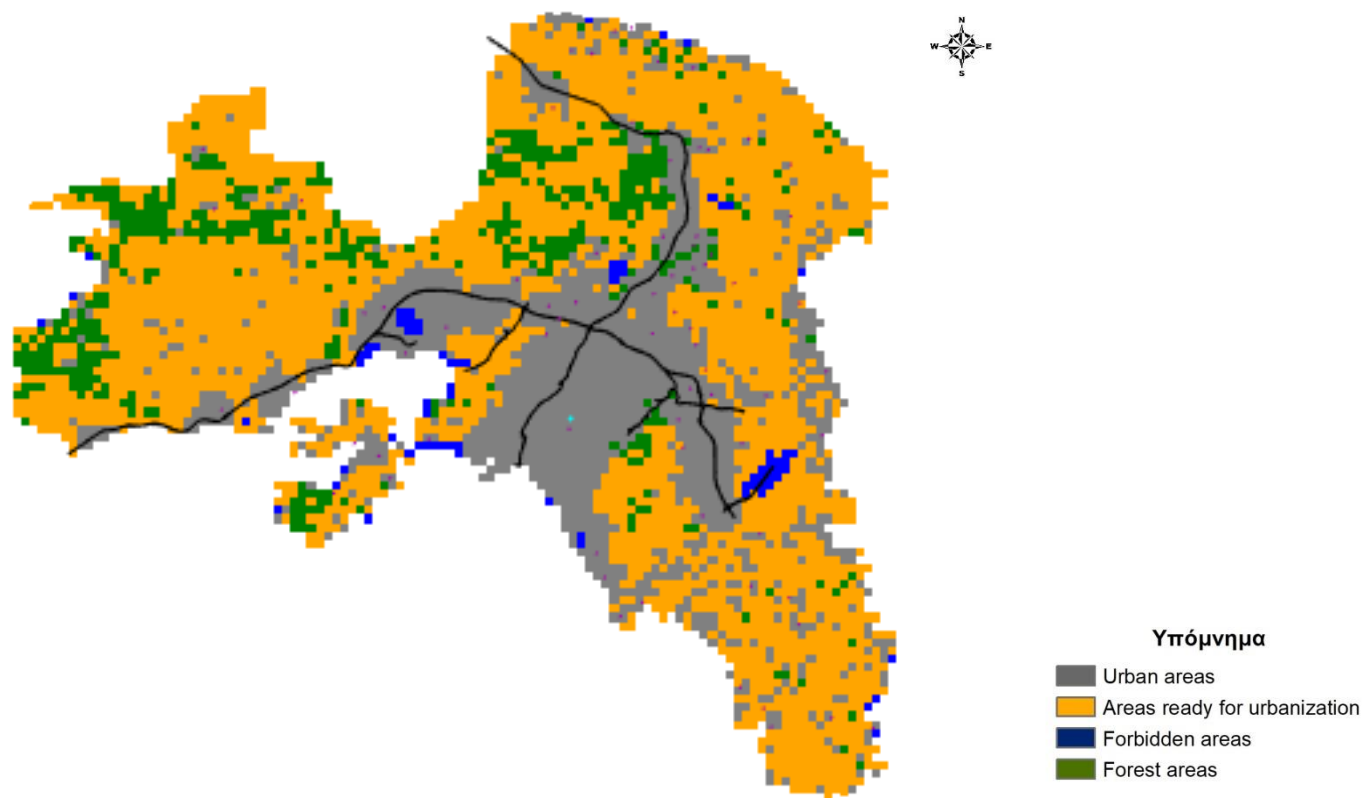 N
W E
S
Υπόμνημα
Urban areas
Areas ready for urbanization
Forbidden areas
Forest areas